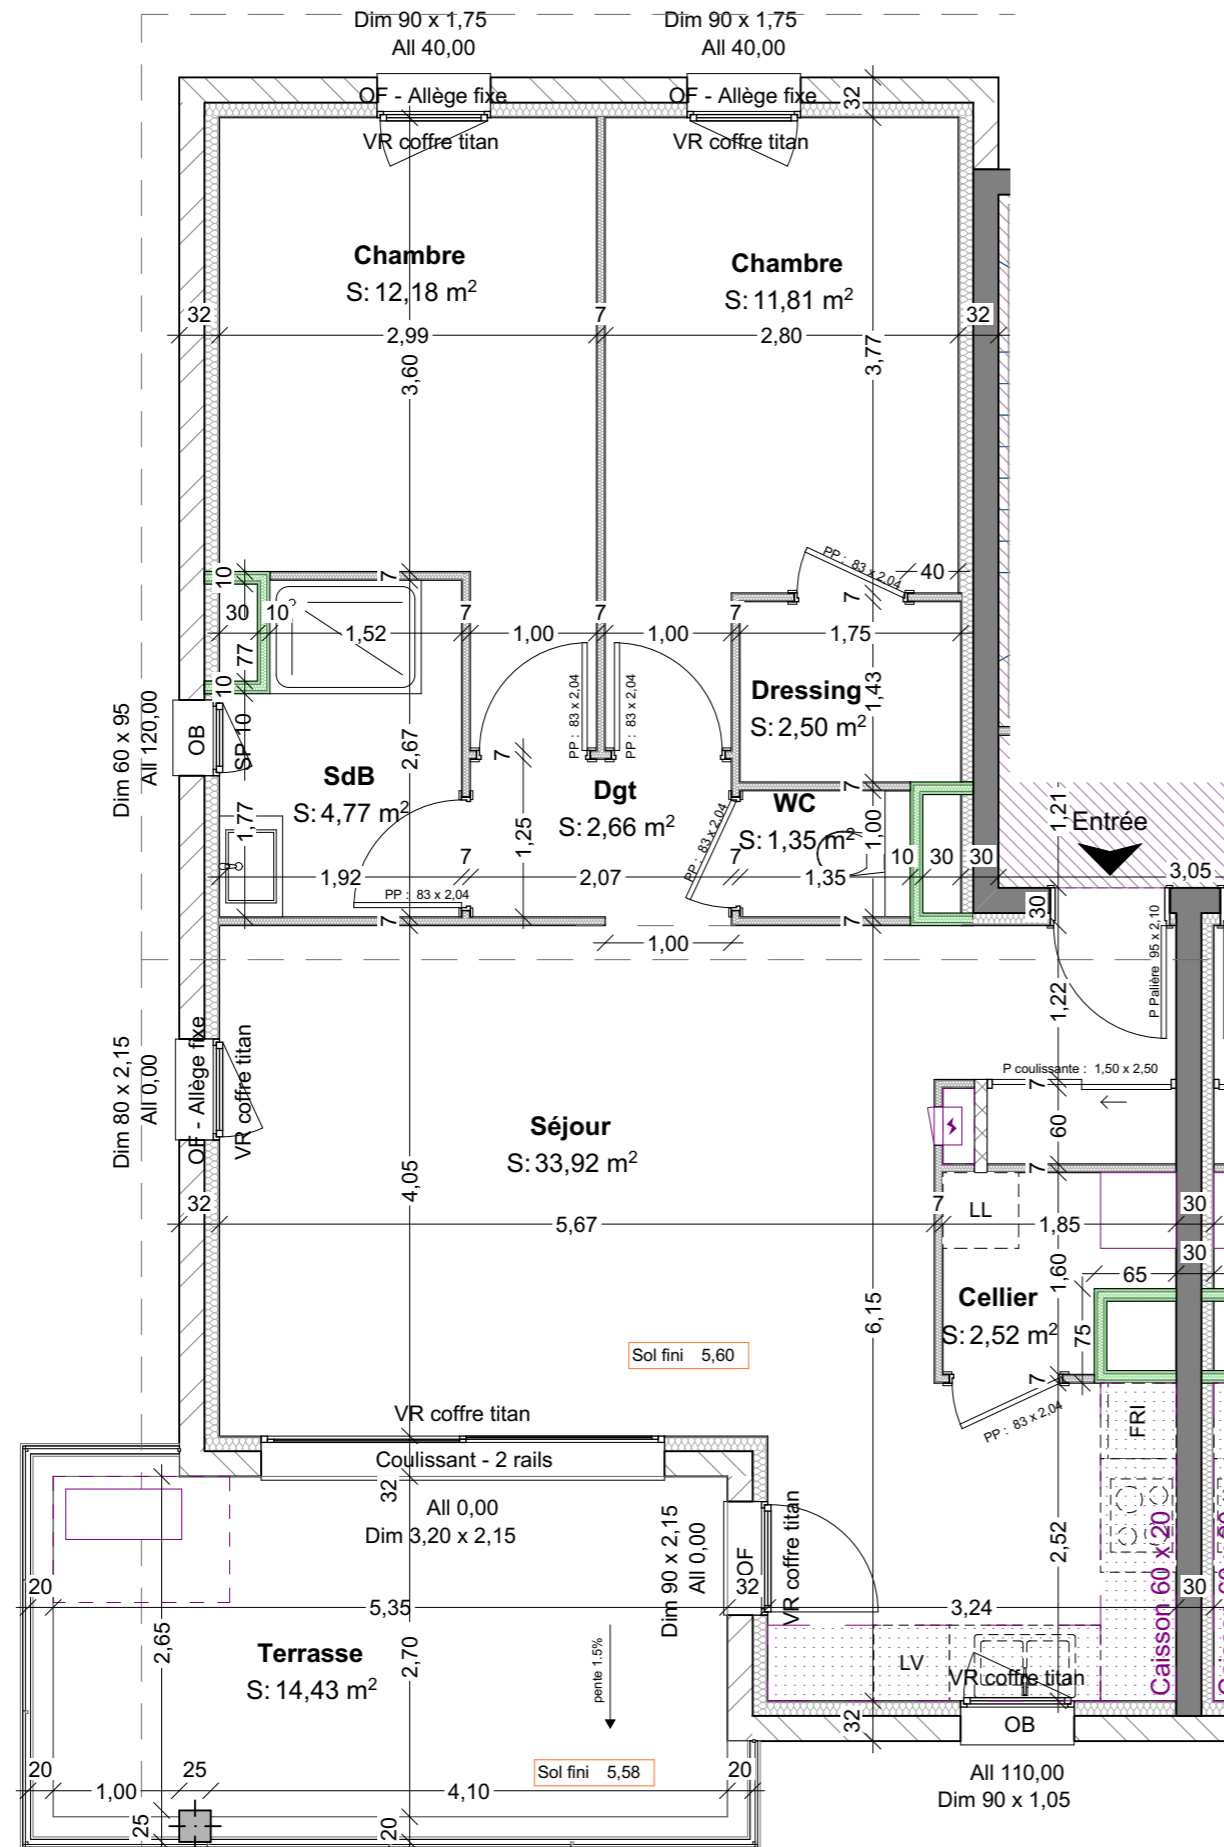 Dim 90 x 1,75
All 40,00
Dim 90 x 1,75
All 40,00
OF - Allège fixe
VR coffre titan
OF - Allège fixe
VR coffre titan
32
Chambre
S: 12,18 m²
Chambre
S: 11,81 m²
32
2,99
7
2,80
32
3,60
3,77
PP : 83 x 2,04
40
10
7
7
30
10
1,52
7
1,00
7
1,00
7
1,75
77
10
PP : 83 x 2,04
PP : 83 x 2,04
Dressing
S: 2,50 m²
1,43
Dim 60 x 95
All 120,00
OB
SP 10
2,67
7
SdB
S: 4,77 m²
Dgt
S: 2,66 m²
7
WC
S: 1,35 m²
1,00
1,21
Entrée
1,77
1,25
PP : 83 x 2,04
1,92
7
2,07
7
1,35
10
30
30
3,05
PP : 83 x 2,04
7
7
30
1,00
P Palière 95 x 2,10
1,22
Dim 80 x 2,15
All 0,00
OF - Allège fixe
VR coffre titan
P coulissante : 1,50 x 2,50
7
60
Séjour
S: 33,92 m²
4,05
7
32
5,67
7
LL
1,85
30
30
65
1,60
Cellier
S: 2,52 m²
75
6,15
Sol fini 5,60
7
PP : 83 x 2,04
FRI
VR coffre titan
Coulissant - 2 rails
32
All 0,00
Dim 3,20 x 2,15
Dim 90 x 2,15
All 0,00
OF
VR coffre titan
2,52
Caisson 60 x 20
20
5,35
32
3,24
30
2,65
2,70
Terrasse
S: 14,43 m²
pente 1.5%
LV
VR coffre titan
32
OB
Sol fini 5,58
20
1,00
25
4,10
20
All 110,00
Dim 90 x 1,05
25
20